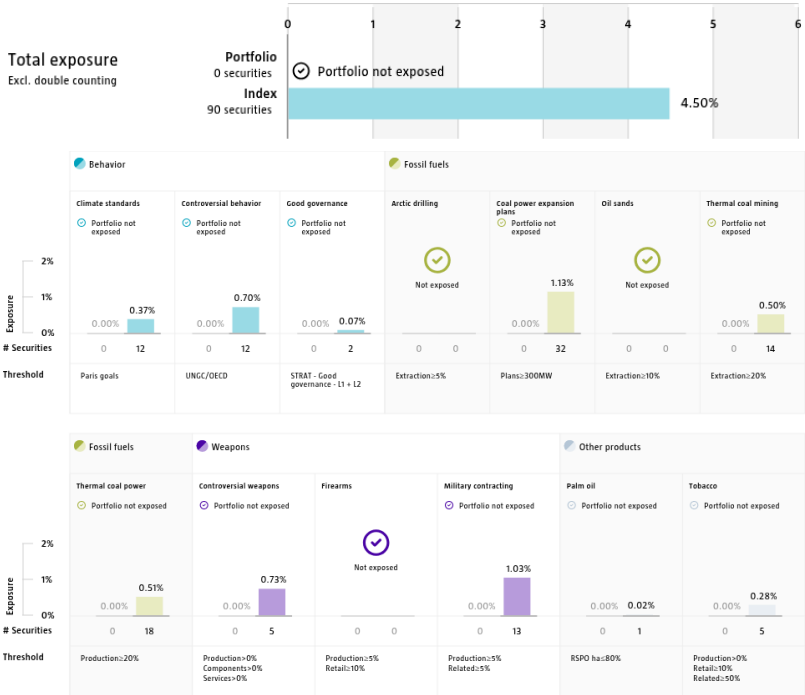 0 1 2 3 4 5 6
Total exposure
Excl. double counting
Portfolio
0 securities
Portfolio not exposed
Index
90 securities
4.50%
Behavior
Fossil fuels
Climate standards
Controversial behavior
Good governance
Arctic drilling
Coal power expansion
plans
Oil sands
Thermal coal mining
Portfolio not
exposed
Portfolio not
exposed
Portfolio not
exposed
Not exposed
Portfolio not
exposed
Not exposed
Portfolio not
exposed
Exposure
2%
1%
0%
0.00% 0.37%
0.00% 0.70%
0.00% 0.07%
0.00% 1.13%
0.00% 0.50%
# Securities 0 12 0 12 0 2 0 0 0 32 0 0 0 14
Threshold
Paris goals
UNGC/OECD
STRAT - Good
governance - L1 + L2
Extraction≥5%
Plans≥300MW
Extraction≥10%
Extraction≥20%
Fossil fuels
Weapons
Other products
Thermal coal power
Controversial weapons
Firearms
Military contracting
Palm oil
Tobacco
Portfolio not exposed
Portfolio not exposed
Not exposed
Portfolio not exposed
Portfolio not exposed
Portfolio not exposed
Exposure
2%
1%
0%
0.00% 0.51%
0.00% 0.73%
0.00% 1.03%
0.00% 0.02%
0.00% 0.28%
# Securities 0 18 0 5 0 0 0 13 0 1 0 5
Threshold
Production≥20%
Production>0%
Components>0%
Services>0%
Production≥5%
Retail≥10%
Production≥5%
Related≥5%
RSPO ha≤80%
Production>0%
Retail≥10%
Related≥50%